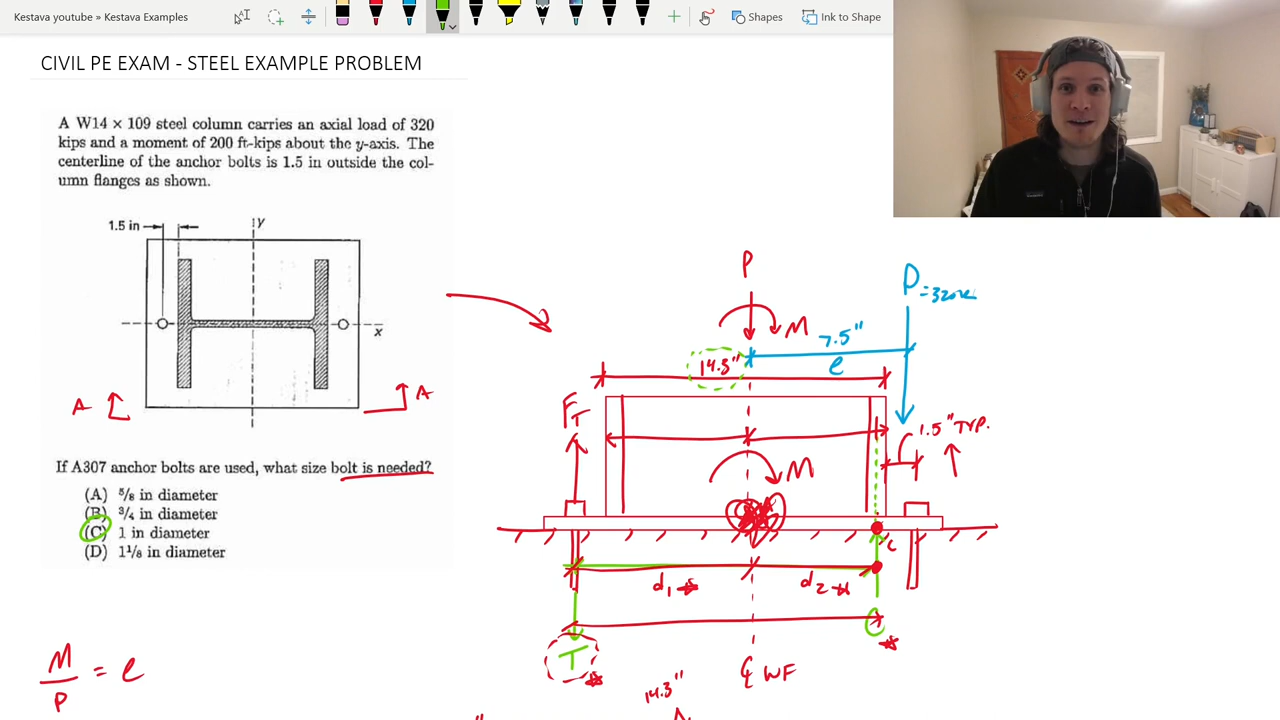 Kestava youtube » Kestava Examples
Shapes
Ink to Shape
CIVIL PE EXAM - STEEL EXAMPLE PROBLEM
A W14 × 109 steel column carries an axial load of 320
kips and a moment of 200 ft-kips about the y-axis. The
centerline of the anchor bolts is 1.5 in outside the col-
umn flanges as shown.
1.5 in
y
x
A
A
If A307 anchor bolts are used, what size bolt is needed?
(A) 5/8 in diameter
(B) 3/4 in diameter
(C) 1 in diameter
(D) 1 1/8 in diameter
M/P = e
P
M
P = 320k
7.5"
e
14.3"
FT
1.5" TYP.
M
c
d1
d2
T
C
℄ WF
14.3"